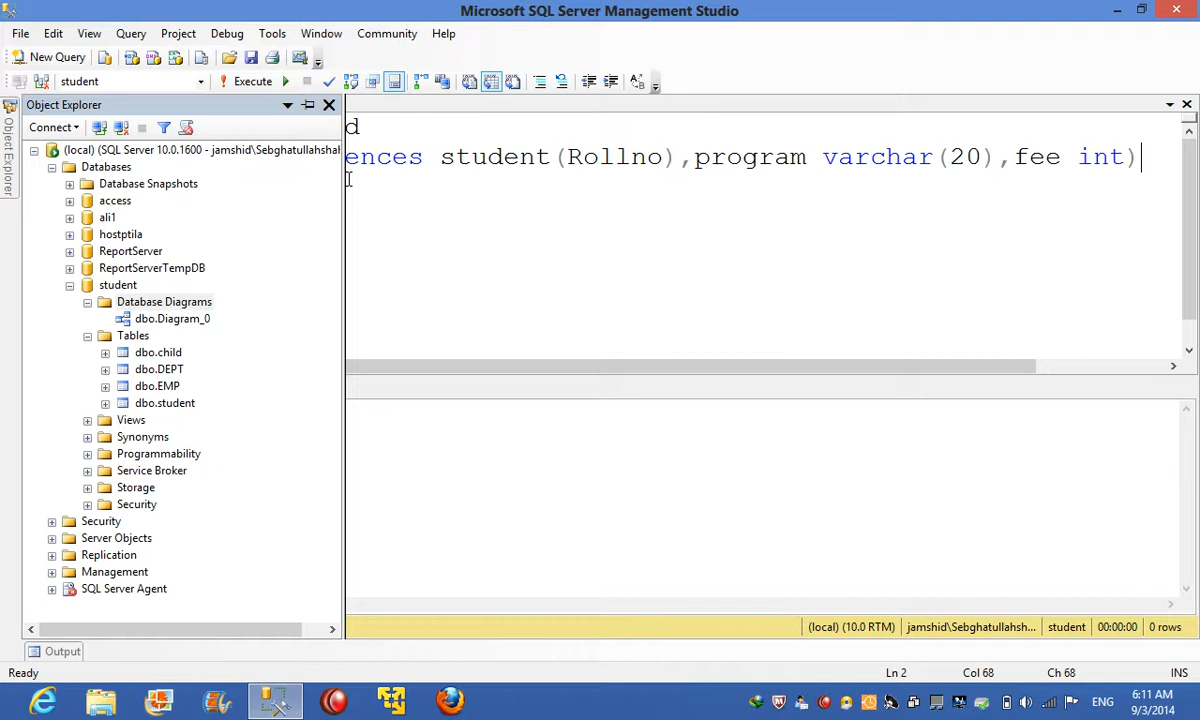 Microsoft SQL Server Management Studio
File Edit View Query Project Debug Tools Window Community Help
New Query
student Execute
Object Explorer
d
Connect
(local) (SQL Server 10.0.1600 - jamshid\Sebghatullahshah
ences student(Rollno),program varchar(20),fee int)
Databases
Database Snapshots
access
ali1
hostptila
ReportServer
ReportServerTempDB
student
Database Diagrams
dbo.Diagram_0
Tables
dbo.child
dbo.DEPT
dbo.EMP
dbo.student
Views
Synonyms
Programmability
Service Broker
Storage
Security
Security
Server Objects
Replication
Management
SQL Server Agent
Object Explorer
(local) (10.0 RTM) jamshid\Sebghatullahsh... student 00:00:00 0 rows
Output
Ready Ln 2 Col 68 Ch 68 INS
ENG
6:11 AM
9/3/2014